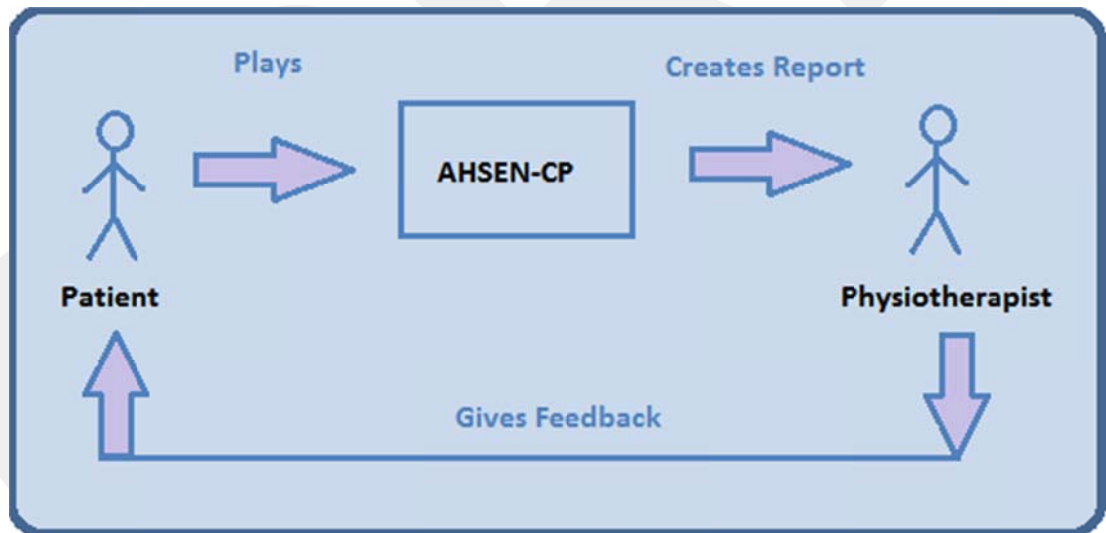 Plays
Creates Report
AHSEN-CP
Patient
Physiotherapist
Gives Feedback